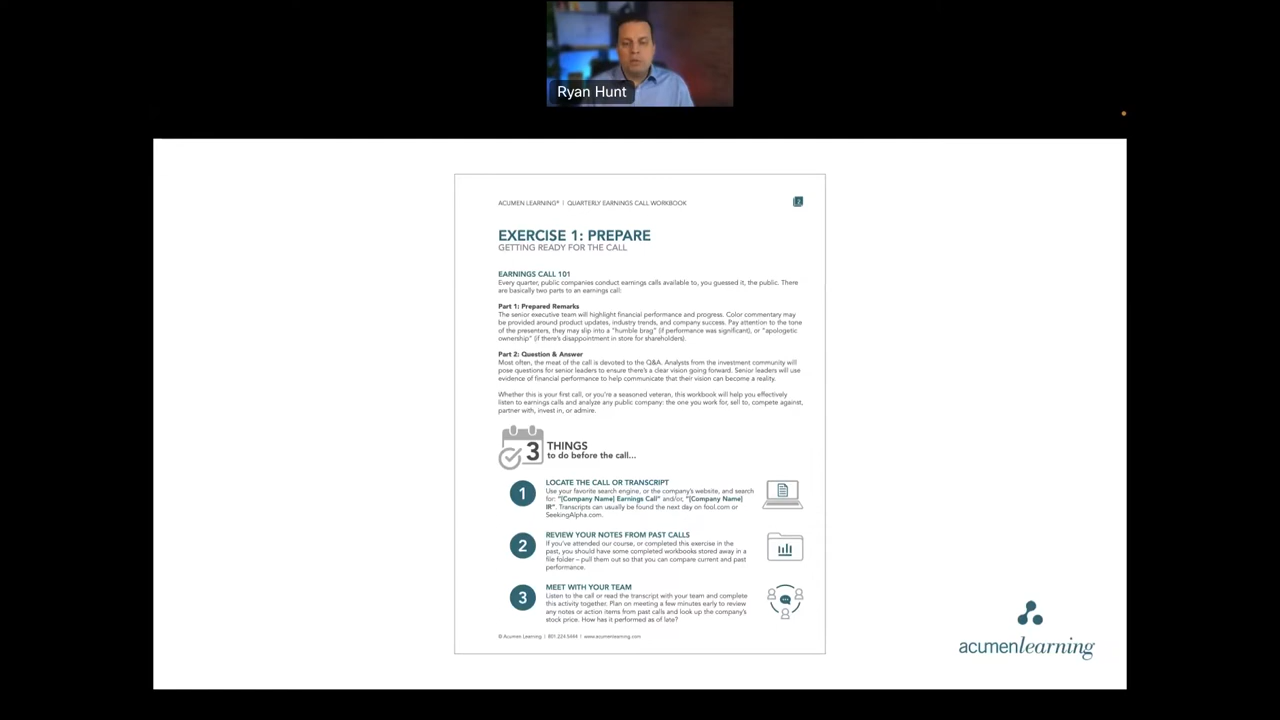 Ryan Hunt
ACUMEN LEARNING® | QUARTERLY EARNINGS CALL WORKBOOK
2
EXERCISE 1: PREPARE
GETTING READY FOR THE CALL
EARNINGS CALL 101
Every quarter, public companies conduct earnings calls available to, you guessed it, the public. There
are basically two parts to an earnings call:
Part 1: Prepared Remarks
The senior executive team will highlight financial performance and progress. Color commentary may
be provided around product updates, industry trends, and company success. Pay attention to the tone
of the presenters, they may slip into a "humble brag" (if performance was significant), or "apologetic
ownership" (if there's disappointment in store for shareholders).
Part 2: Question & Answer
Most often, the meat of the call is devoted to the Q&A. Analysts from the investment community will
pose questions for senior leaders to ensure there's a clear vision going forward. Senior leaders will use
evidence of financial performance to help communicate that their vision can become a reality.
Whether this is your first call, or you're a seasoned veteran, this workbook will help you effectively
listen to earnings calls and analyze any public company: the one you work for, sell to, compete against,
partner with, invest in, or admire.
3 THINGS
to do before the call...
1
LOCATE THE CALL OR TRANSCRIPT
Use your favorite search engine, or the company's website, and search
for: "[Company Name] Earnings Call" and/or, "[Company Name]
IR". Transcripts can usually be found the next day on fool.com or
SeekingAlpha.com.
2
REVIEW YOUR NOTES FROM PAST CALLS
If you've attended our course, or completed this exercise in the
past, you should have some completed workbooks stored away in a
file folder – pull them out so that you can compare current and past
performance.
3
MEET WITH YOUR TEAM
Listen to the call or read the transcript with your team and complete
this activity together. Plan on meeting a few minutes early to review
any notes or action items from past calls and look up the company's
stock price. How has it performed as of late?
© Acumen Learning | 801.224.5444 | www.acumenlearning.com
acumenlearning